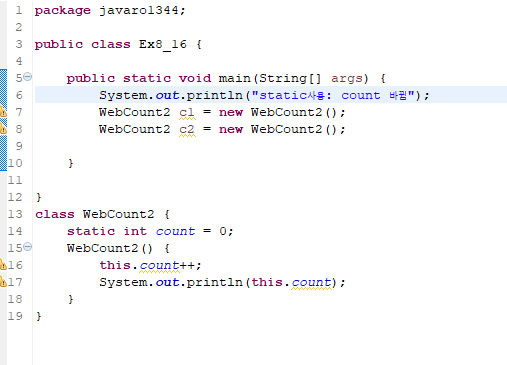 1 package javaro1344;
2
3 public class Ex8_16 {
4
5 public static void main(String[] args) {
6 System.out.println("static사용: count 바뀜");
7 WebCount2 c1 = new WebCount2();
8 WebCount2 c2 = new WebCount2();
9
10 }
11
12 }
13 class WebCount2 {
14 static int count = 0;
15 WebCount2() {
16 this.count++;
17 System.out.println(this.count);
18 }
19 }